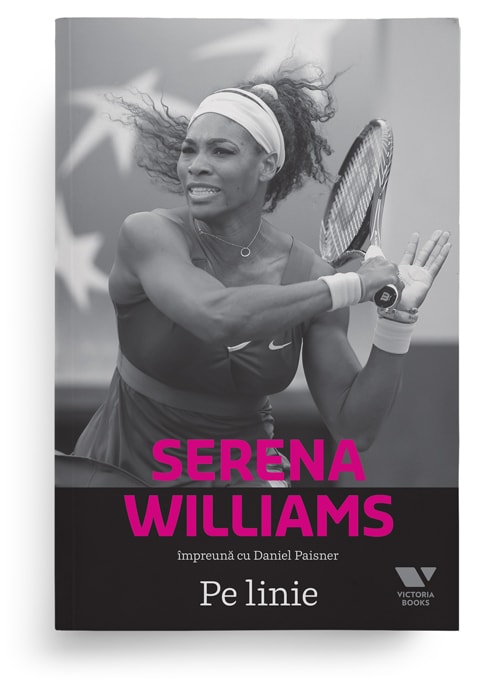 SERENA
WILLIAMS
împreună cu Daniel Paisner
Pe linie
VICTORIA
BOOKS